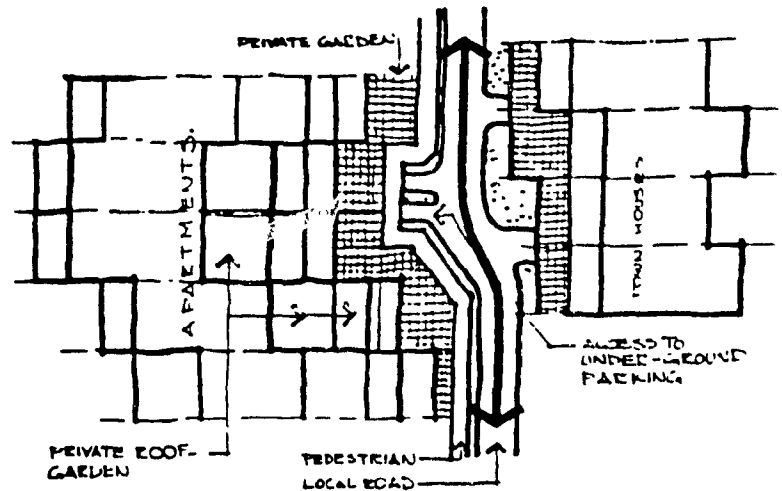 PRIVATE GARDEN
APARTMENTS.
TOWN HOUSES
ACCESS TO
UNDER-GROUND
PARKING
PRIVATE ROOF-
GARDEN
PEDESTRIAN
LOCAL ROAD